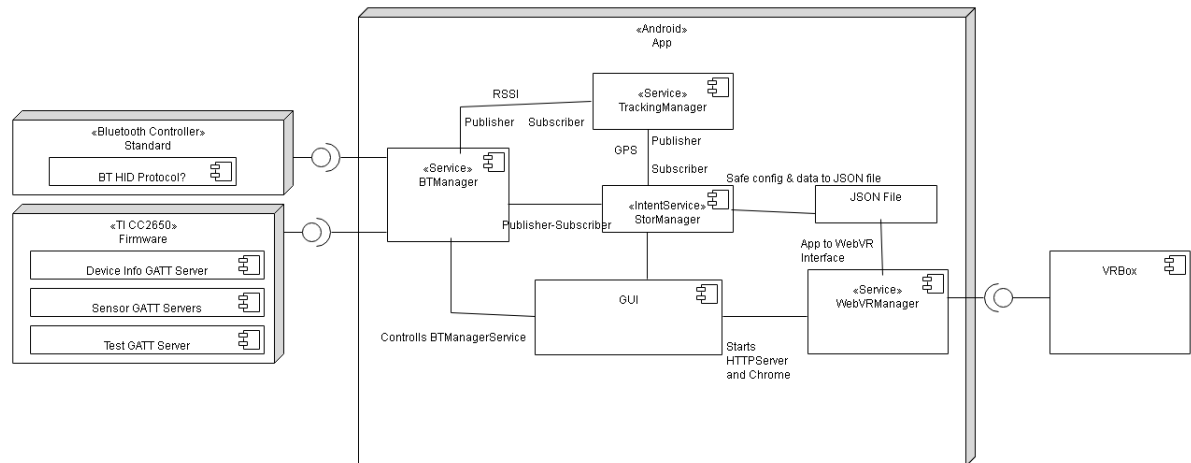 «Android»
App
«Bluetooth Controller»
Standard
BT HID Protocol?
«TI CC2650»
Firmware
Device Info GATT Server
Sensor GATT Servers
Test GATT Server
RSSI
Publisher
Subscriber
«Service»
TrackingManager
«Service»
BTManager
GPS
Publisher
Subscriber
Publisher-Subscriber
«IntentService»
StorManager
Safe config & data to JSON file
JSON File
App to WebVR
Interface
Controlls BTManagerService
GUI
Starts
HTTPServer
and Chrome
«Service»
WebVRManager
VRBox